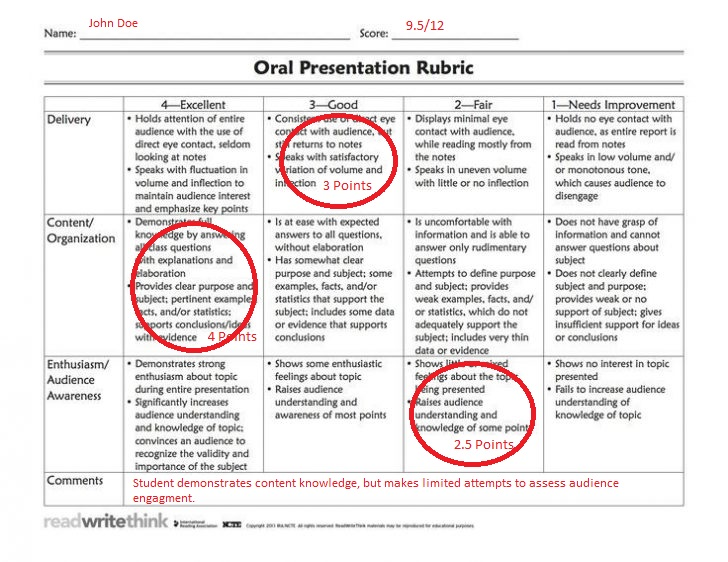 John Doe
Name:
Score:
9.5/12
Oral Presentation Rubric
4—Excellent
3—Good
2—Fair
1—Needs Improvement
Delivery
• Holds attention of entire
audience with the use of
direct eye contact, seldom
looking at notes
• Speaks with fluctuation in
volume and inflection to
maintain audience interest
and emphasize key points
• Consistent use of direct eye
contact with audience, but
still returns to notes
• Speaks with satisfactory
variation of volume and
inflection
3 Points
• Displays minimal eye
contact with audience,
while reading mostly from
the notes
• Speaks in uneven volume
with little or no inflection
• Holds no eye contact with
audience, as entire report is
read from notes
• Speaks in low volume and/
or monotonous tone,
which causes audience to
disengage
Content/
Organization
• Demonstrates full
knowledge by answering
all class questions
with explanations and
elaboration
• Provides clear purpose and
subject; pertinent examples,
facts, and/or statistics;
supports conclusions/ideas
with evidence
4 Points
• Is at ease with expected
answers to all questions,
without elaboration
• Has somewhat clear
purpose and subject; some
examples, facts, and/or
statistics that support the
subject; includes some data
or evidence that supports
conclusions
• Is uncomfortable with
information and is able to
answer only rudimentary
questions
• Attempts to define purpose
and subject; provides
weak examples, facts, and/
or statistics, which do not
adequately support the
subject; includes very thin
data or evidence
• Does not have grasp of
information and cannot
answer questions about
subject
• Does not clearly define
subject and purpose;
provides weak or no
support of subject; gives
insufficient support for ideas
or conclusions
Enthusiasm/
Audience
Awareness
• Demonstrates strong
enthusiasm about topic
during entire presentation
• Significantly increases
audience understanding
and knowledge of topic;
convinces an audience to
recognize the validity and
importance of the subject
• Shows some enthusiastic
feelings about topic
• Raises audience
understanding and
awareness of most points
• Shows little or mixed
feelings about the topic
being presented
• Raises audience
understanding and
knowledge of some points
2.5 Points
• Shows no interest in topic
presented
• Fails to increase audience
understanding of
knowledge of topic
Comments
Student demonstrates content knowledge, but makes limited attempts to assess audience
engagment.
readwritethink
International
Reading Association
NCTE
Copyright 2013 IRA/NCTE. All rights reserved. ReadWriteThink materials may be reproduced for educational purposes.